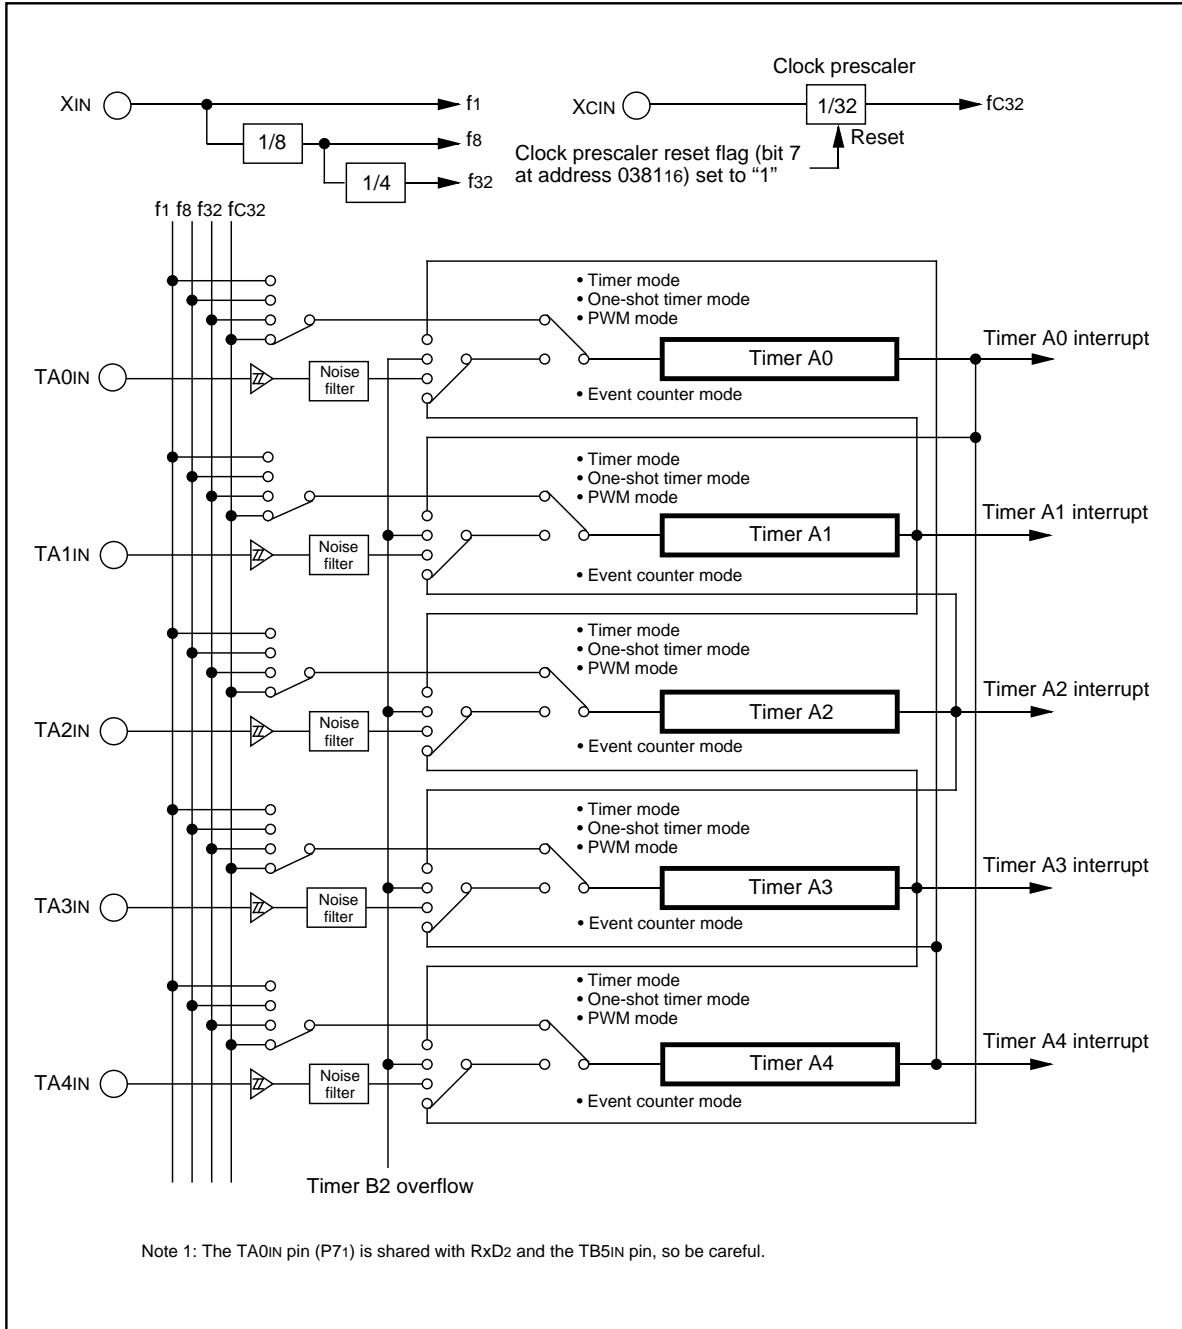 XIN
f1
1/8
f8
1/4
f32
Clock prescaler
XCIN
1/32
fC32
Reset
Clock prescaler reset flag (bit 7
at address 038116) set to “1”
f1 f8 f32 fC32
• Timer mode
• One-shot timer mode
• PWM mode
Timer A0 interrupt
Timer A0
TA0IN
Noise
filter
• Event counter mode
• Timer mode
• One-shot timer mode
• PWM mode
Timer A1 interrupt
Timer A1
TA1IN
Noise
filter
• Event counter mode
• Timer mode
• One-shot timer mode
• PWM mode
Timer A2 interrupt
Timer A2
TA2IN
Noise
filter
• Event counter mode
• Timer mode
• One-shot timer mode
• PWM mode
Timer A3 interrupt
Timer A3
TA3IN
Noise
filter
• Event counter mode
• Timer mode
• One-shot timer mode
• PWM mode
Timer A4 interrupt
Timer A4
TA4IN
Noise
filter
• Event counter mode
Timer B2 overflow
Note 1: The TA0IN pin (P71) is shared with RxD2 and the TB5IN pin, so be careful.